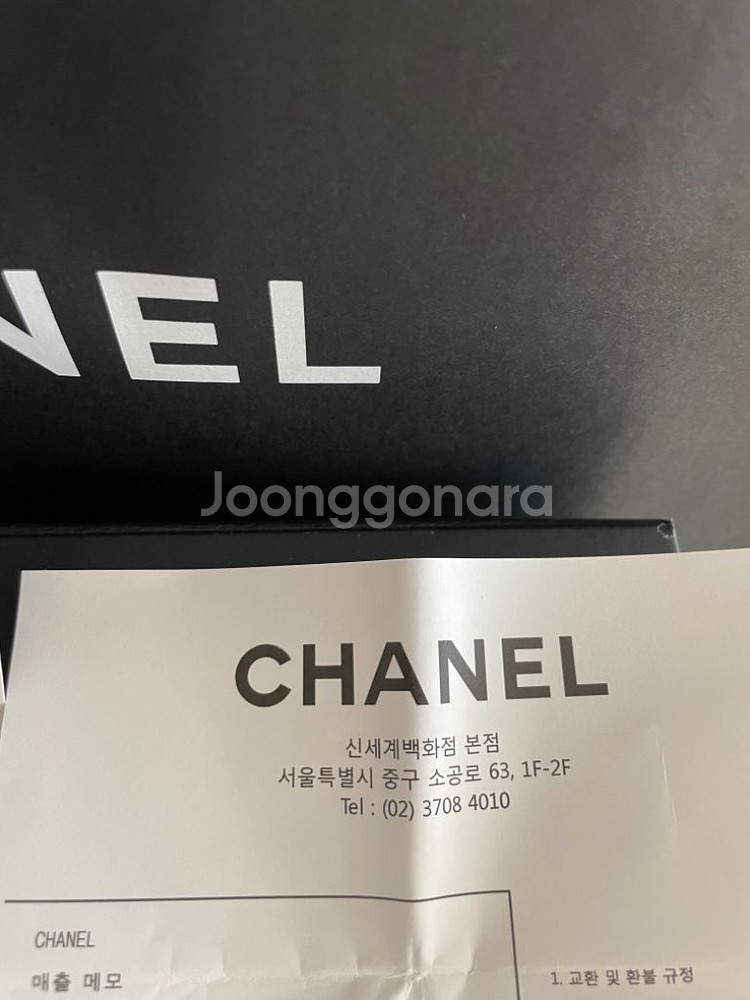 NEL
Joonggonara
CHANEL
신세계백화점 본점
서울특별시 중구 소공로 63, 1F-2F
Tel : (02) 3708 4010
CHANEL
매출 메모
1. 교환 및 환불 규정